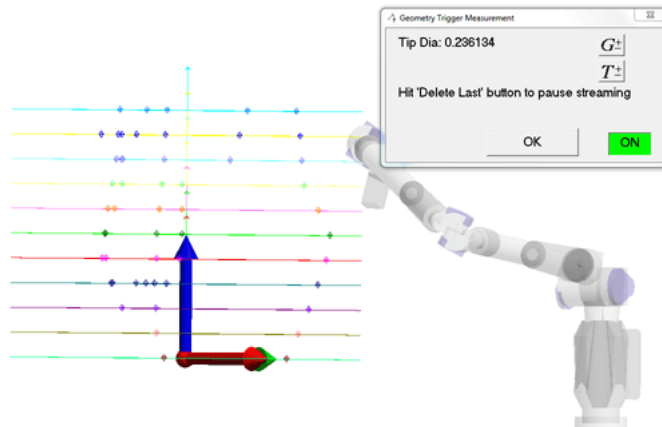 Geometry Trigger Measurement
Tip Dia: 0.236134
G±
T±
Hit 'Delete Last' button to pause streaming
OK
ON